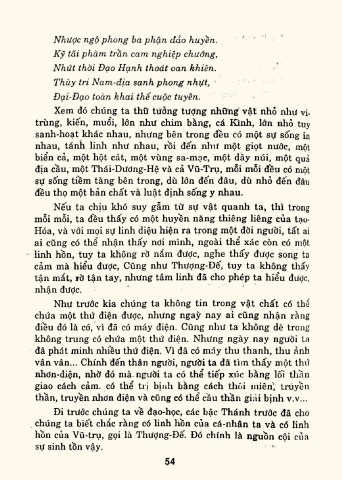 Nhược ngộ phong ba phận đảo huyền.
Kỹ tải phàm trần cam nghiệp chướng,
Nhứt thời Đạo Hạnh thoát oan khiên.
Thùy tri Nam-địa sanh phong nhựt,
Đại-Đạo toàn khai thế cuộc tuyên.
Xem đó chúng ta thử tưởng tượng những vật nhỏ như vi-
trùng, kiến, muỗi, lớn như chim bằng, cá Kình, lớn nhỏ tuy
sanh-hoạt khác nhau, nhưng bên trong đều có một sự sống in
nhau, tánh linh như nhau, rồi đến như một giọt nước, một
biển cả, một hột cát, một vùng sa-mạc, một dãy núi, một quả
địa cầu, một Thái-Dương-Hệ và cả Vũ-Trụ, mỗi mỗi đều có một
sự sống tiềm tàng bên trong, dù lớn đến đâu, dù nhỏ đến đâu
đều thọ một bản chất và luật định sống y nhau.
Nếu ta chịu khó suy gẫm từ sự vật quanh ta, thì trong
mỗi mỗi, ta đều thấy có một huyền năng thiêng liêng của tạo-
Hóa, và với mọi sự linh diệu hiện ra trong một đời người, tất ai
ai cũng có thể nhận thấy nơi mình, ngoài thể xác còn có một
linh hồn, tuy ta không rờ nắm được, nghe thấy được song ta
cảm mà hiểu được, Cũng như Thượng-Đế, tuy ta không thấy
tận mắt, rờ tận tay, nhưng tâm linh đã cho phép ta hiểu được,
nhận được.
Như trước kia chúng ta không tin trong vật chất có thể
chứa một thứ điện được, nhưng ngaỳ nay ai cũng nhận rằng
điều đó là có, vì đã có máy điện. Cũng như ta không dè trong
không trung có chứa một thứ điện. Nhưng ngày nay người ta
đã phát minh nhiều thứ điện. Vì đã có máy thu thanh, thu ảnh
vân vân... Chính đến thân người, người ta đã tìm thấy một thứ
nhơn-điện, nhờ đó mà người ta có thể tiếp xúc bằng lối thần
giao cách cảm. có thể trị bịnh bằng cách thôi miên, truyền
thần, truyền nhơn điện và cũng có thể cầu thần giải bịnh v.v...
Đi trước chúng ta về đạo-học, các bậc Thánh trước đã cho
chúng ta biết chắc rằng có linh hồn của cá-nhân ta và có linh
hồn của Vũ-trụ, gọi là Thượng-Đế. Đó chính là nguồn cội của
sự sinh tồn vậy.
54